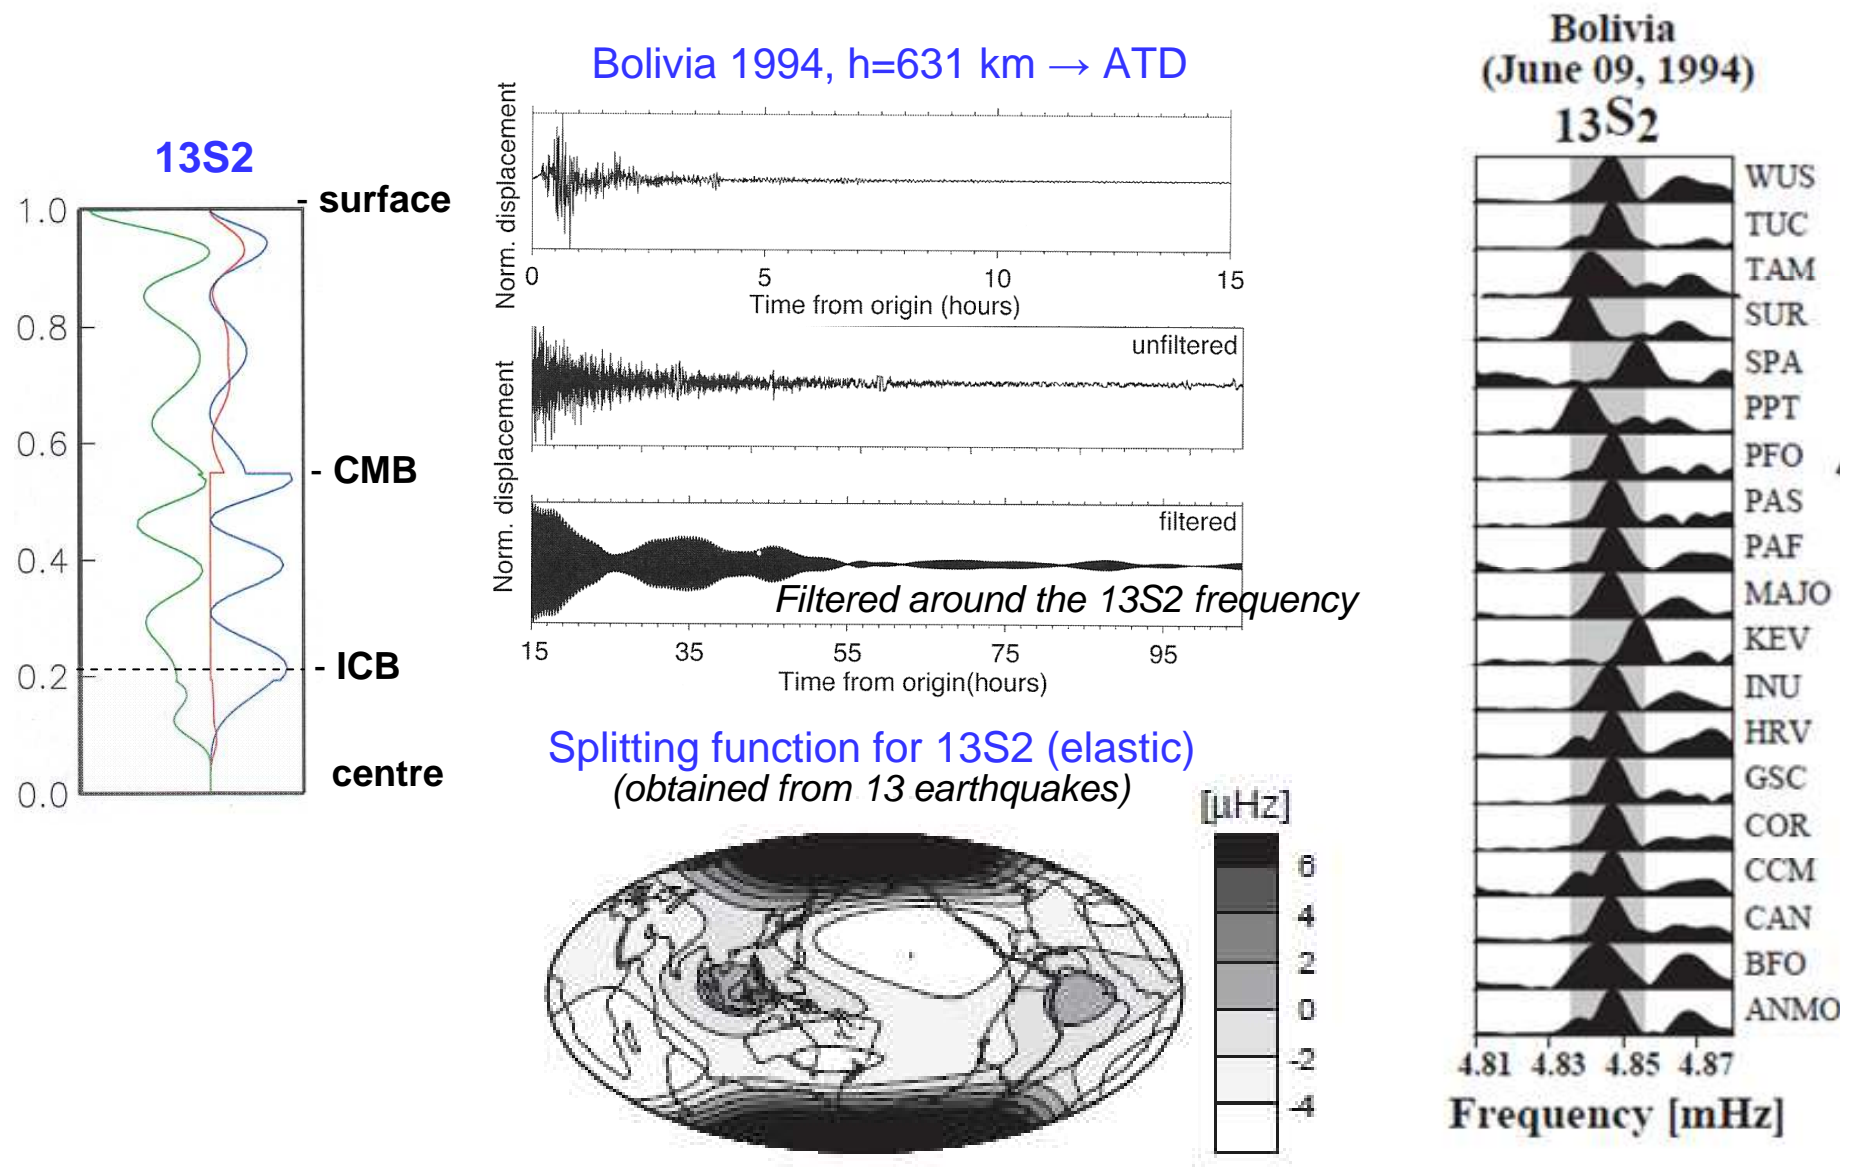 13S2
1.0
0.8
0.6
0.4
0.2
0.0
- surface
- CMB
- ICB
centre
Bolivia 1994, h=631 km → ATD
Norm. displacement
0 5 10 15
Time from origin (hours)
Norm. displacement
unfiltered
Norm. displacement
filtered
Filtered around the 13S2 frequency
15 35 55 75 95
Time from origin(hours)
Splitting function for 13S2 (elastic)
(obtained from 13 earthquakes)
[µHz]
6
4
2
0
-2
-4
Bolivia
(June 09, 1994)
13S2
WUS
TUC
TAM
SUR
SPA
PPT
PFO
PAS
PAF
MAJO
KEV
INU
HRV
GSC
COR
CCM
CAN
BFO
ANMO
4.81 4.83 4.85 4.87
Frequency [mHz]